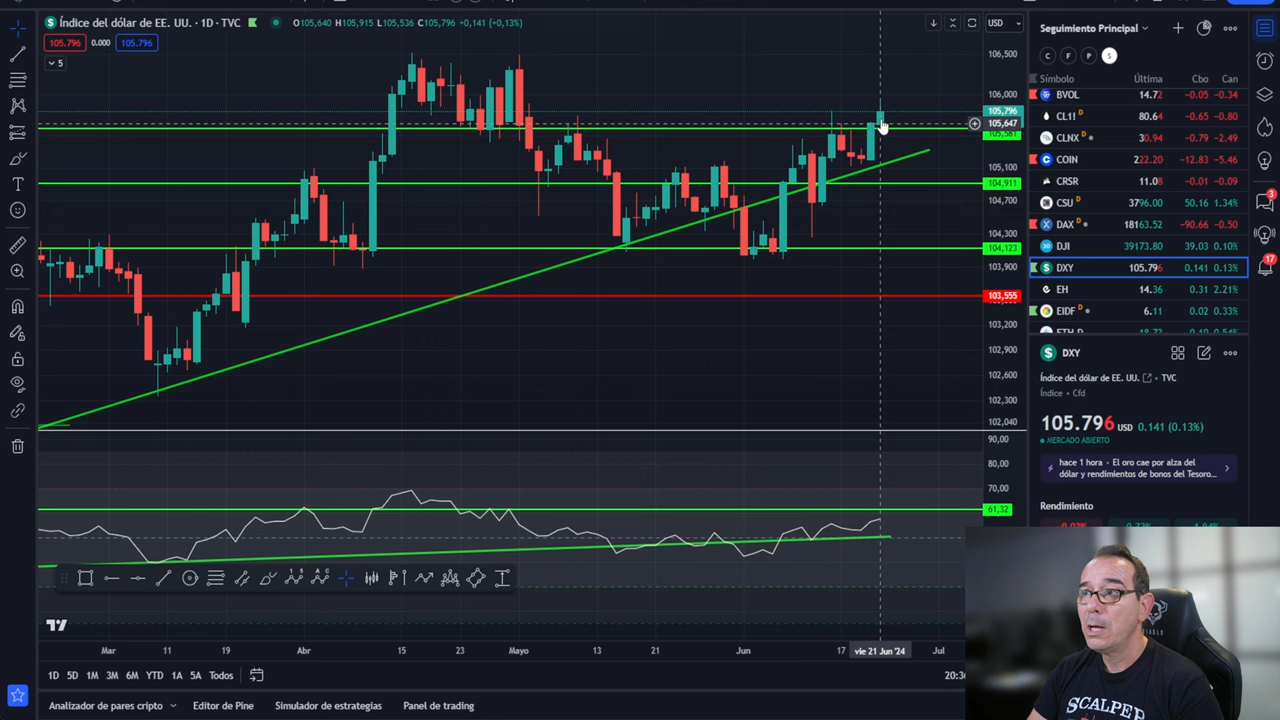 Índice del dólar de EE. UU. · 1D · TVC
O105,640 H105,915 L105,536 C105,796 +0,141 (+0,13%)
105.796 0.000 105.796
5
USD
106,500
106,000
105,796
105,647
105,581
105,100
104,911
104,700
104,300
104,123
103,900
103,555
103,200
102,900
102,600
102,300
102,040
90,00
80,00
70,00
61,32
Mar 11 19 Abr 15 23 Mayo 13 21 Jun 17 vie 21 Jun '24 Jul
1D 5D 1M 3M 6M YTD 1A 5A Todos
Analizador de pares cripto Editor de Pine Simulador de estrategias Panel de trading
Seguimiento Principal
C F P S
Símbolo Última Cbo Can
BVOL 14.72 -0.05 -0.34
CL1! D 80.64 -0.65 -0.80
CLNX D 30.94 -0.79 -2.49
COIN 222.20 -12.83 -5.46
CRSR 11.08 -0.01 -0.09
CSU D 3796.00 50.16 1.34%
DAX D 18163.52 -90.66 -0.50
DJI 39173.80 39.03 0.10%
DXY 105.796 0.141 0.13%
EH 14.36 0.31 2.21%
EIDF D 6.11 0.02 0.33%
3
17
DXY
Índice del dólar de EE. UU. · TVC
Índice · Cfd
105.796 USD 0.141 (0.13%)
MERCADO ABIERTO
hace 1 hora · El oro cae por alza del
dólar y rendimientos de bonos del Tesoro...
Rendimiento
DIABLO
SCALPER